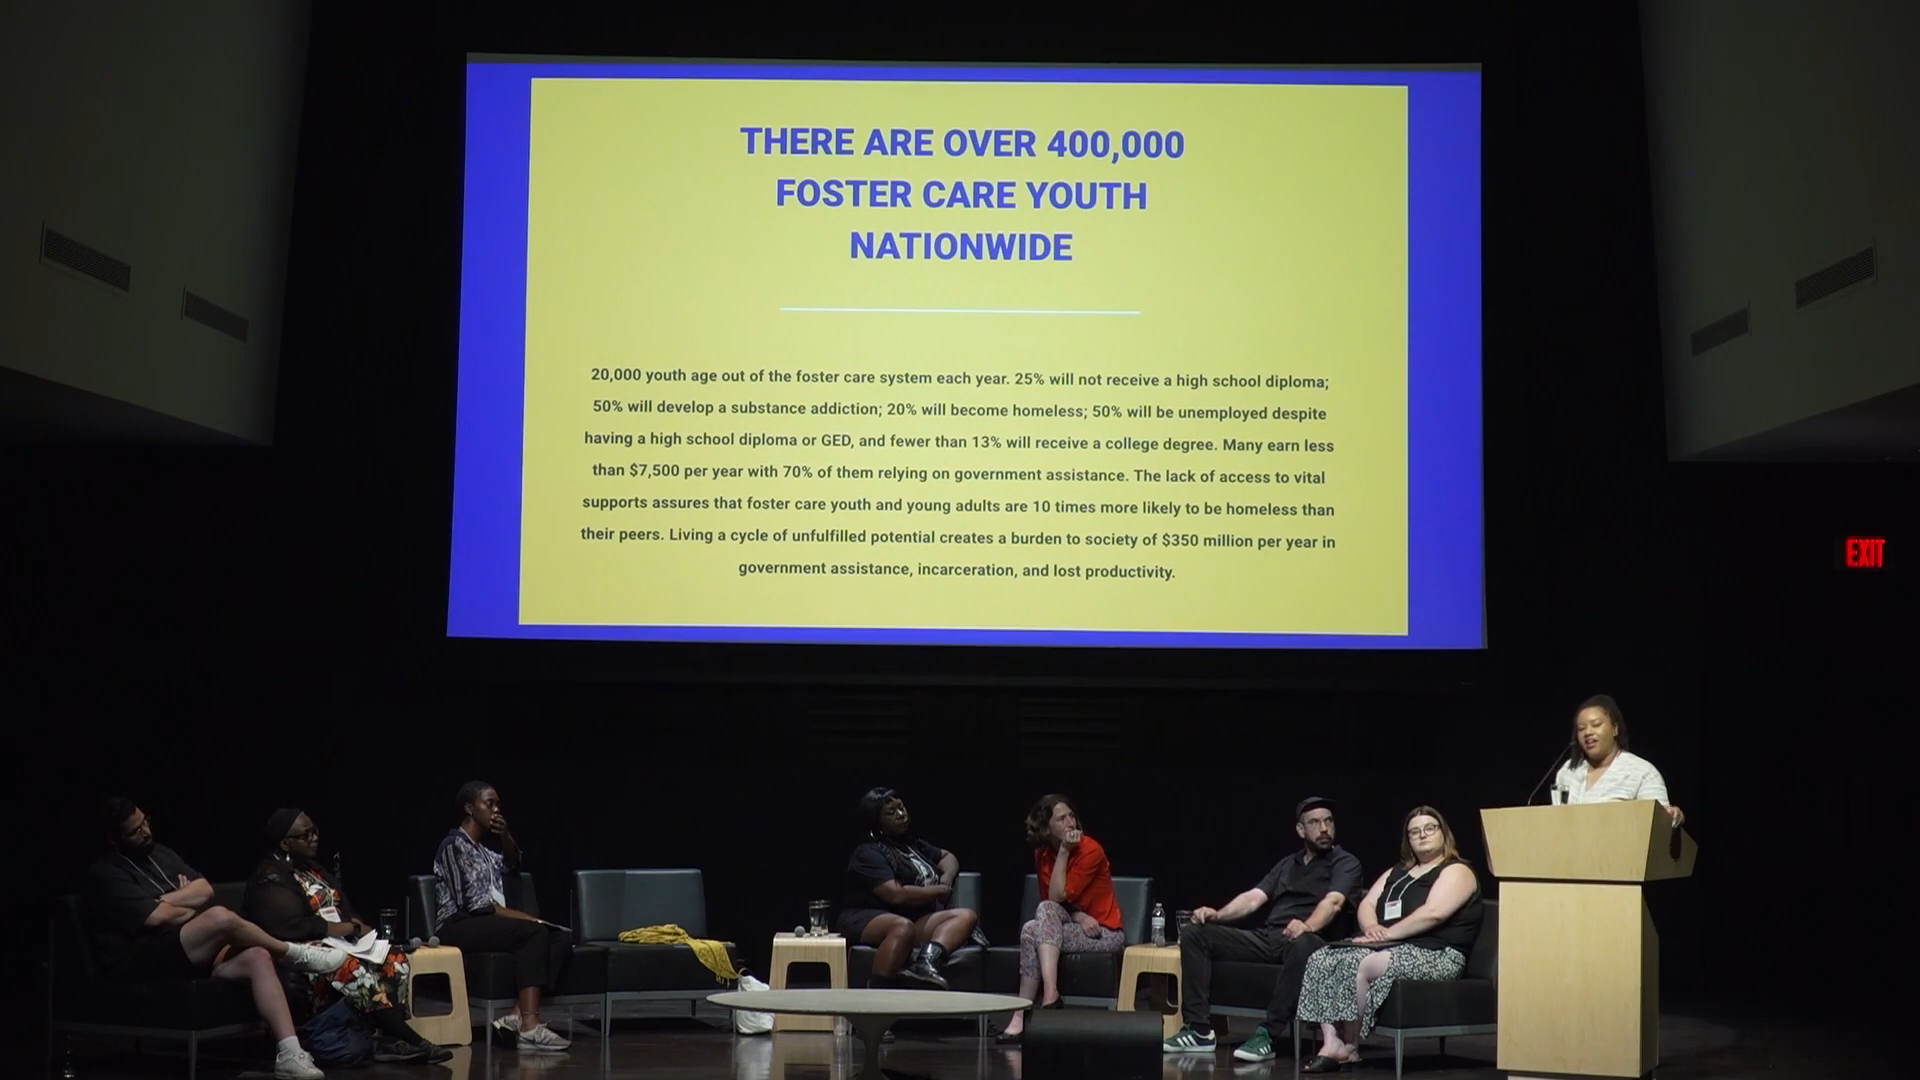 THERE ARE OVER 400,000
FOSTER CARE YOUTH
NATIONWIDE
20,000 youth age out of the foster care system each year. 25% will not receive a high school diploma;
50% will develop a substance addiction; 20% will become homeless; 50% will be unemployed despite
having a high school diploma or GED, and fewer than 13% will receive a college degree. Many earn less
than $7,500 per year with 70% of them relying on government assistance. The lack of access to vital
supports assures that foster care youth and young adults are 10 times more likely to be homeless than
their peers. Living a cycle of unfulfilled potential creates a burden to society of $350 million per year in
government assistance, incarceration, and lost productivity.
EXIT